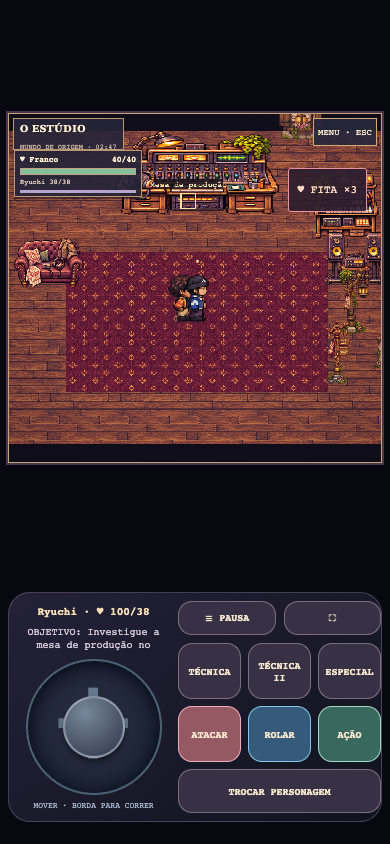 O ESTÚDIO
MUNDO DE ORIGEM · 02:47
MENU · ESC
♥ Franco 40/40
Ryuchi 38/38
Mesa de produçã
♥ FITA ×3
Ryuchi · ♥ 100/38
OBJETIVO: Investigue a
mesa de produção no
MOVER · BORDA PARA CORRER
≡ PAUSA
TÉCNICA
TÉCNICA
II
ESPECIAL
ATACAR
ROLAR
AÇÃO
TROCAR PERSONAGEM